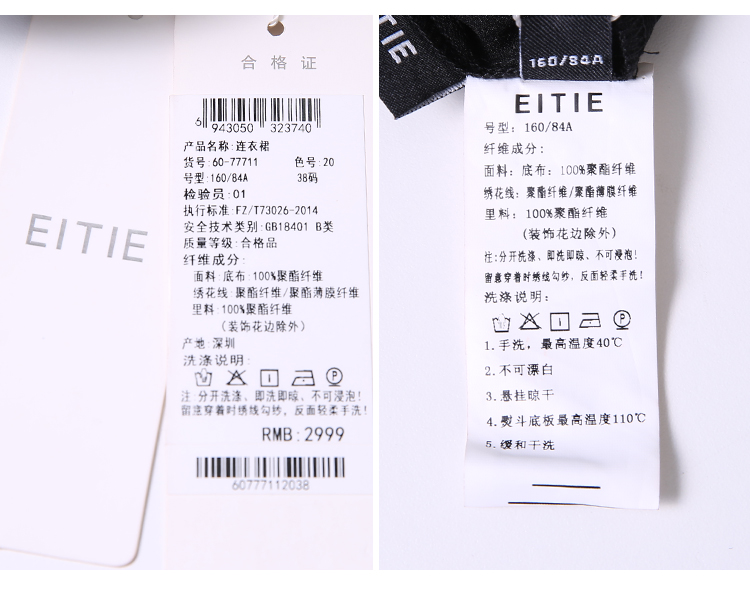 EITIE
合格证
6 943050 323740
产品名称:连衣裙
货号:60-77711 色号:20
号型:160/84A 38码
检验员:01
执行标准:FZ/T73026-2014
安全技术类别:GB18401 B类
质量等级:合格品
纤维成分:
面料:底布:100%聚酯纤维
绣花线:聚酯纤维/聚酯薄膜纤维
里料:100%聚酯纤维
(装饰花边除外)
产地:深圳
洗涤说明:
P
注:分开洗涤、即洗即晾、不可浸泡!
留意穿着时绣线勾纱，反面轻柔手洗!
RMB:2999
60777112038
TIE
160/84A
EITIE
号型: 160/84A
纤维成分:
面料: 底布: 100%聚酯纤维
绣花线: 聚酯纤维/聚酯薄膜纤维
里料: 100%聚酯纤维
(装饰花边除外)
注:分开洗涤、即洗即晾、不可浸泡!
留意穿着时绣线勾纱，反面轻柔手洗!
洗涤说明:
P
1.手洗，最高温度40℃
2.不可漂白
3.悬挂晾干
4.熨斗底板最高温度110℃
5.缓和干洗